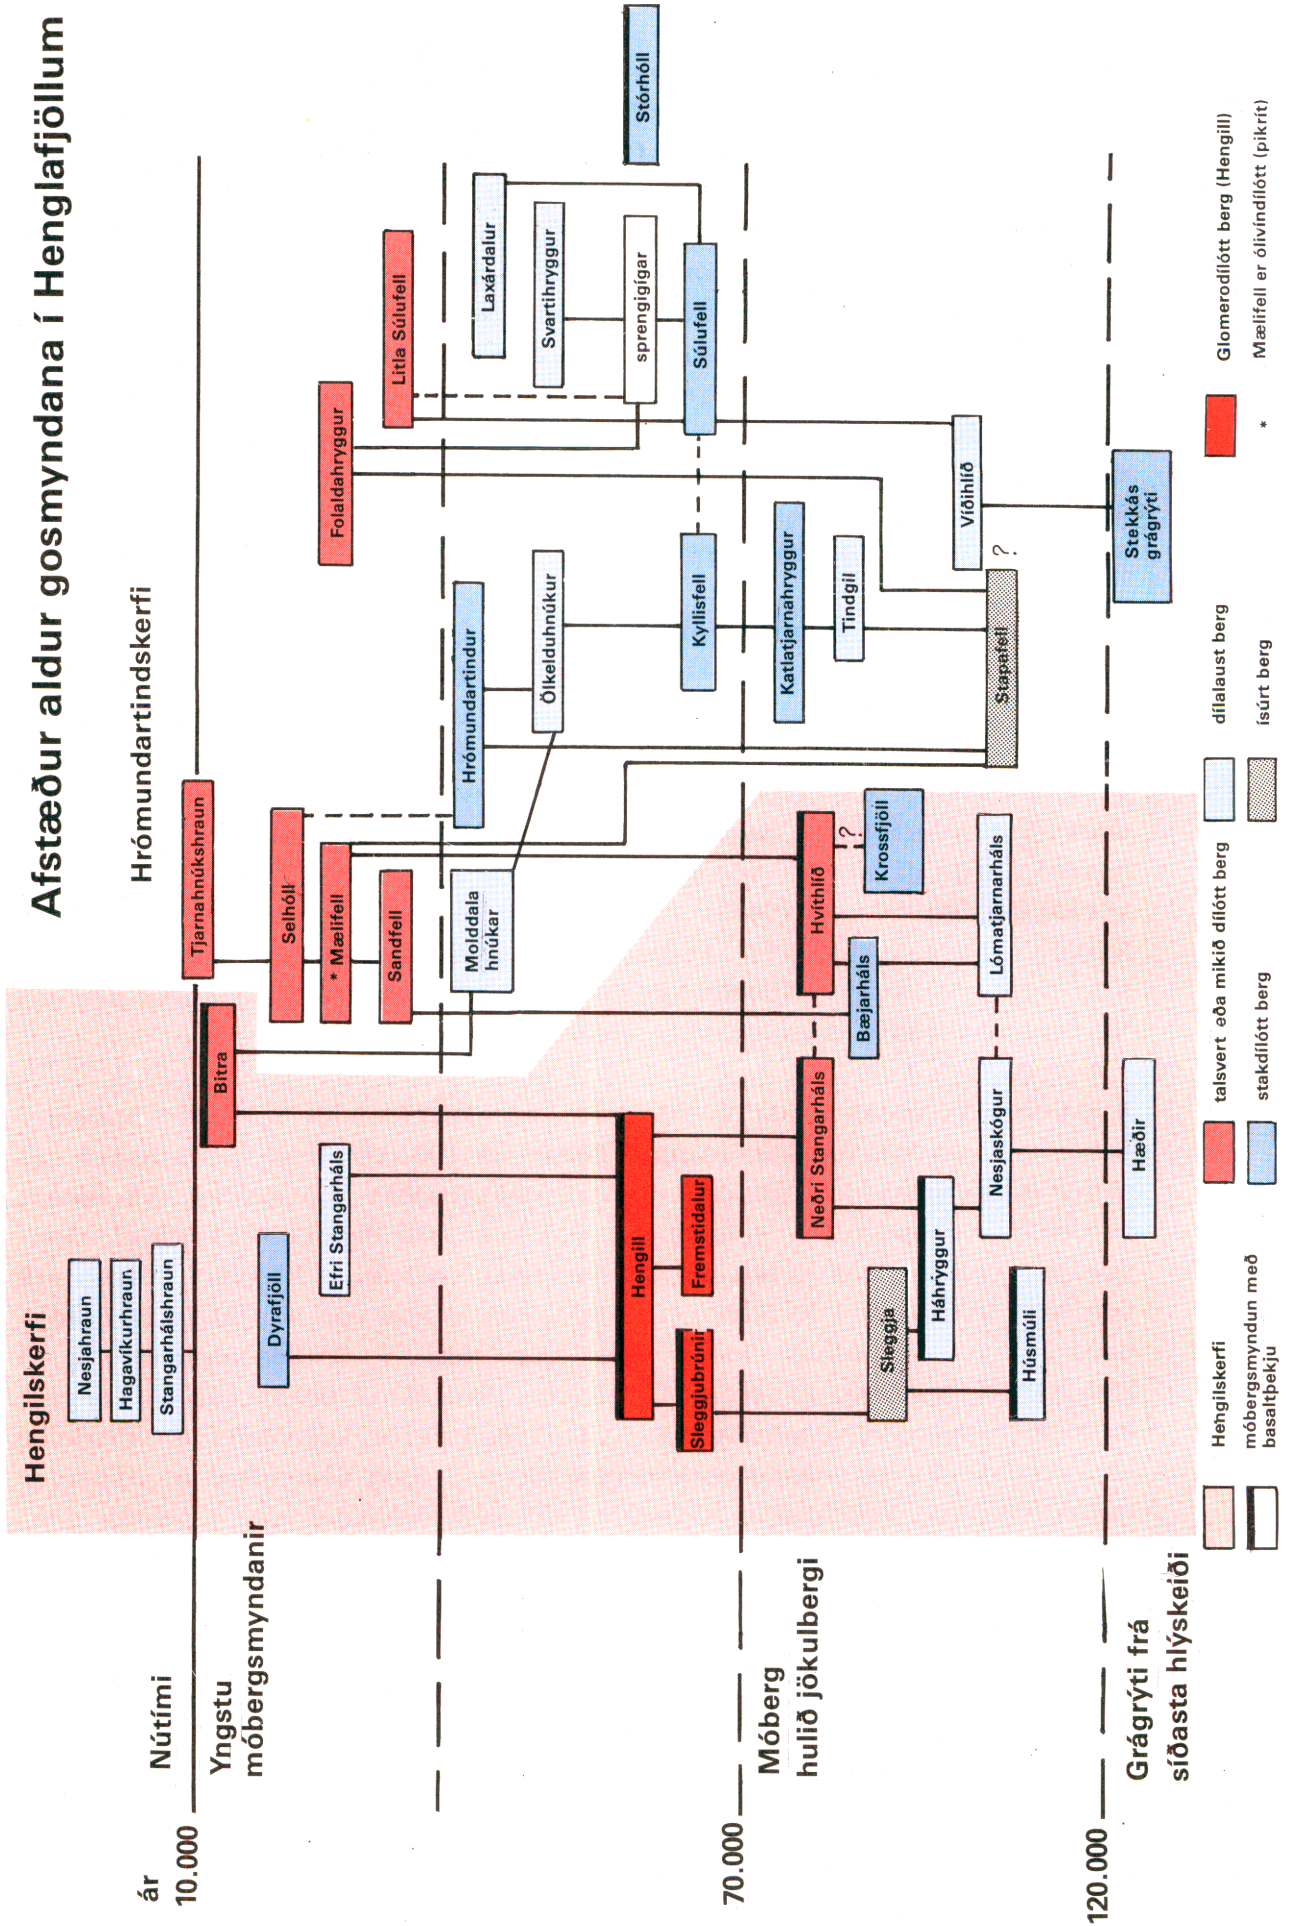 Afstæður aldur gosmyndana í Henglafjöllum
Hengilskerfi
Hrómundartindskerfi
ár
Nútími
10.000
Yngstu
móbergsmyndanir
70.000
Móberg
hulið jökulbergi
120.000
Grágrýti frá
síðasta hlýskeiði
Nesjahraun
Hagavíkurhraun
Stangarhálshraun
Tjarnahnúkshraun
Bitra
Dyrafjöll
Selhóll
Efri Stangarháls
* Mælifell
Folaldahryggur
Sandfell
Litla Súlufell
Molddala
hnúkar
Hrómundartindur
Laxárdalur
Ölkelduhnúkur
Svartihryggur
Hengill
sprengigígar
Stórhóll
Sleggjubrúnir
Fremstidalur
Kyllisfell
Súlufell
Neðri Stangarháls
Hvíthlíð
Katlatjarnahryggur
?
Sleggja
Bæjarháls
Krossfjöll
Tindgil
Háhryggur
Víðihlíð
Húsmúli
Nesjaskógur
Lómatjarnarháls
Stapafell
?
Hæðir
Stekkás
grágrýti
Hengilskerfi
talsvert eða mikið dílótt berg
dílalaust berg
Glomerodílótt berg (Hengill)
móbergsmyndun með
basaltþekju
stakdílótt berg
ísúrt berg
* Mælifell er ólivíndílótt (pikrít)